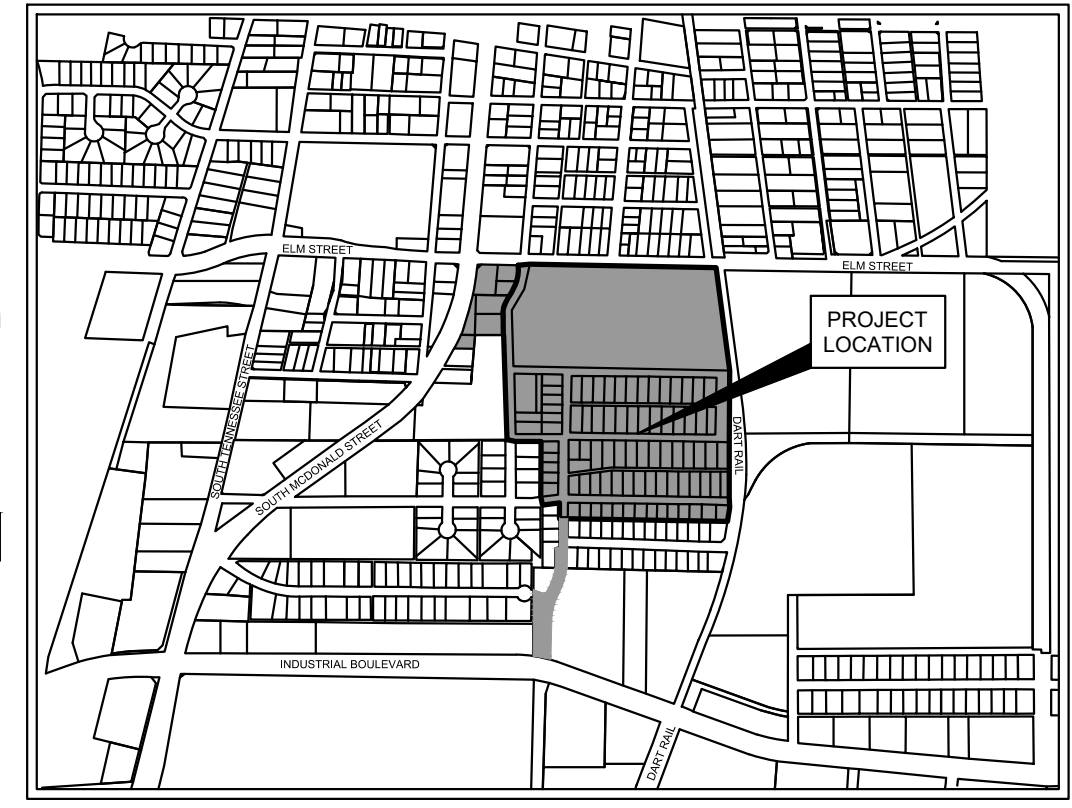 ELM STREET
ELM STREET
PROJECT
LOCATION
SOUTH TENNESSEE STREET
SOUTH MCDONALD STREET
DART RAIL
INDUSTRIAL BOULEVARD
DART RAIL